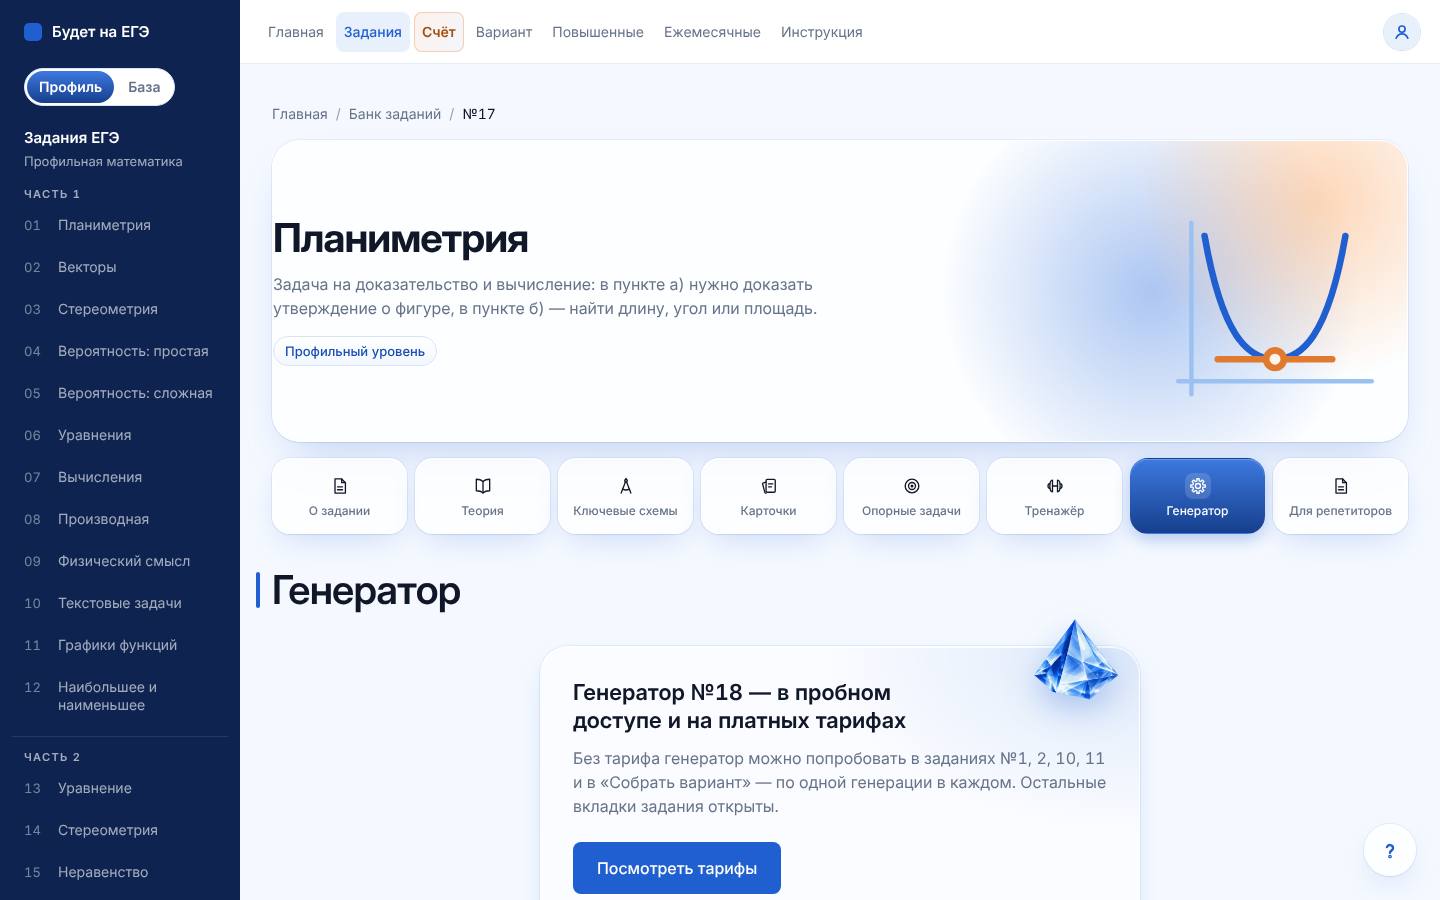 Будет на ЕГЭ
Профиль База
Задания ЕГЭ
Профильная математика
ЧАСТЬ 1
01 Планиметрия
02 Векторы
03 Стереометрия
04 Вероятность: простая
05 Вероятность: сложная
06 Уравнения
07 Вычисления
08 Производная
09 Физический смысл
10 Текстовые задачи
11 Графики функций
12 Наибольшее и
наименьшее
ЧАСТЬ 2
13 Уравнение
14 Стереометрия
15 Неравенство
Главная Задания Счёт Вариант Повышенные Ежемесячные Инструкция
Главная / Банк заданий / №17
Планиметрия
Задача на доказательство и вычисление: в пункте а) нужно доказать
утверждение о фигуре, в пункте б) — найти длину, угол или площадь.
Профильный уровень
О задании Теория Ключевые схемы Карточки Опорные задачи Тренажёр Генератор Для репетиторов
Генератор
Генератор №18 — в пробном
доступе и на платных тарифах
Без тарифа генератор можно попробовать в заданиях №1, 2, 10, 11
и в «Собрать вариант» — по одной генерации в каждом. Остальные
вкладки задания открыты.
Посмотреть тарифы
?